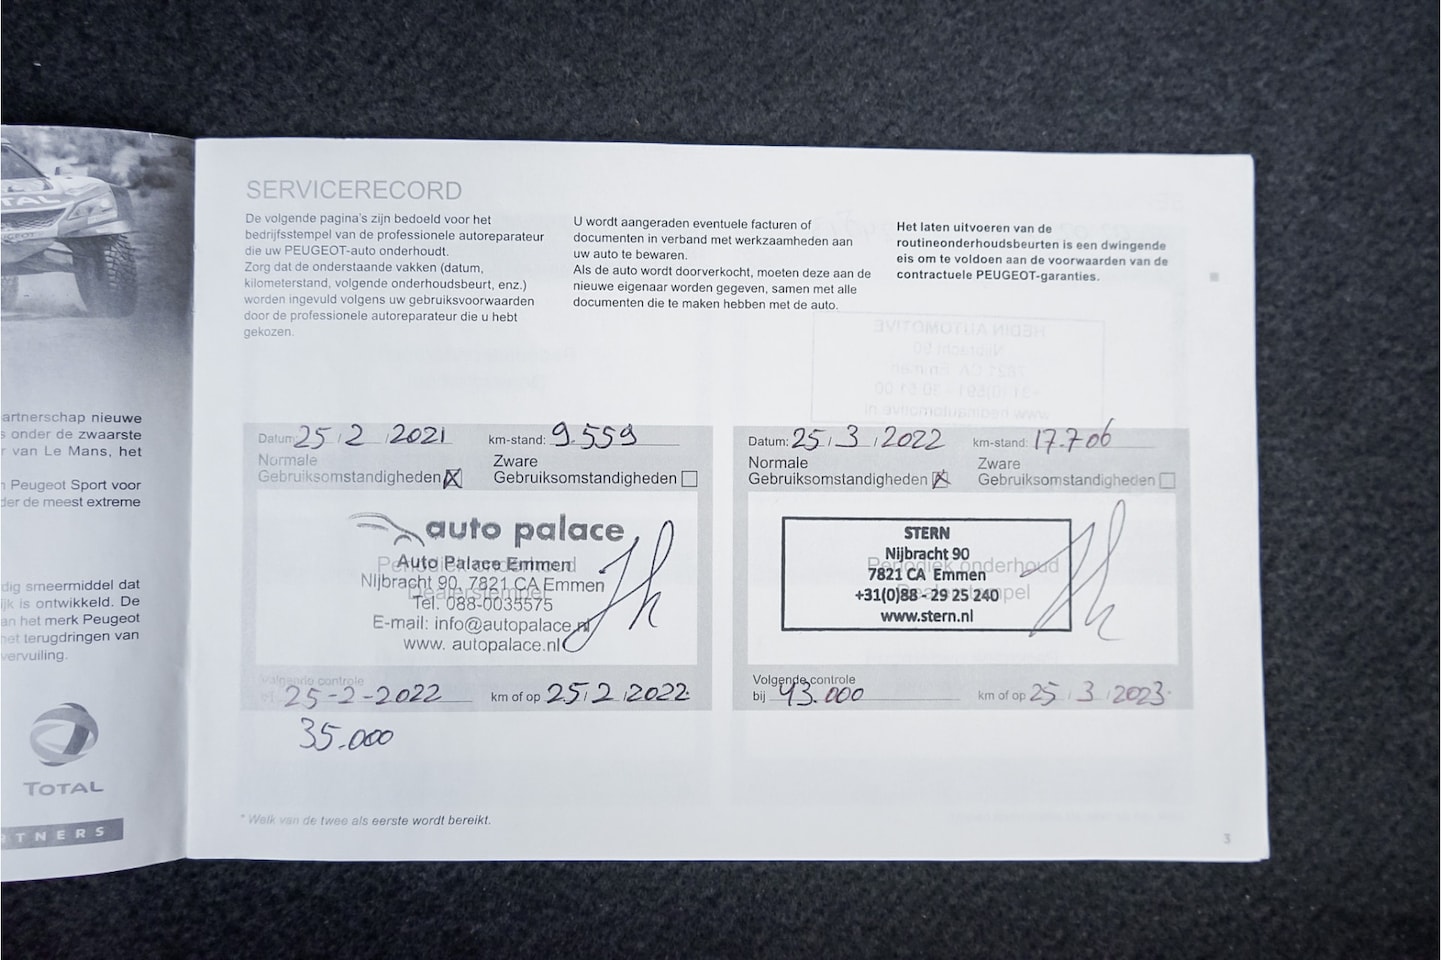 TOTAL
artnerschap nieuwe
s onder de zwaarste
r van Le Mans, het
n Peugeot Sport voor
der de meest extreme
dig smeermiddel dat
ijk is ontwikkeld. De
an het merk Peugeot
het terugdringen van
vervuiling.
TOTAL
RTNERS
SERVICERECORD
De volgende pagina's zijn bedoeld voor het
bedrijfsstempel van de professionele autoreparateur
die uw PEUGEOT-auto onderhoudt.
Zorg dat de onderstaande vakken (datum,
kilometerstand, volgende onderhoudsbeurt, enz.)
worden ingevuld volgens uw gebruiksvoorwaarden
door de professionele autoreparateur die u hebt
gekozen.
U wordt aangeraden eventuele facturen of
documenten in verband met werkzaamheden aan
uw auto te bewaren.
Als de auto wordt doorverkocht, moeten deze aan de
nieuwe eigenaar worden gegeven, samen met alle
documenten die te maken hebben met de auto.
Het laten uitvoeren van de
routineonderhoudsbeurten is een dwingende
eis om te voldoen aan de voorwaarden van de
contractuele PEUGEOT-garanties.
Datum: 25 / 2 / 2021 km-stand: 9.559
Normale
Gebruiksomstandigheden
Zware
Gebruiksomstandigheden
auto palace
Periodiek onderhoud
Auto Palace Emmen
Dealerstempel
Nijbracht 90, 7821 CA Emmen
Tel. 088-0035575
E-mail: info@autopalace.nl
www. autopalace.nl
Volgende controle
bij 25-2-2022 km of op 25 / 2 / 2022
35.000
Datum: 25 / 3 / 2022 km-stand: 17.706
Normale
Gebruiksomstandigheden
Zware
Gebruiksomstandigheden
STERN
Nijbracht 90
Periodiek onderhoud
7821 CA Emmen
Dealerstempel
+31(0)88 - 29 25 240
www.stern.nl
Volgende controle
bij 43.000 km of op 25 / 3 / 2023
* Welk van de twee als eerste wordt bereikt.
3